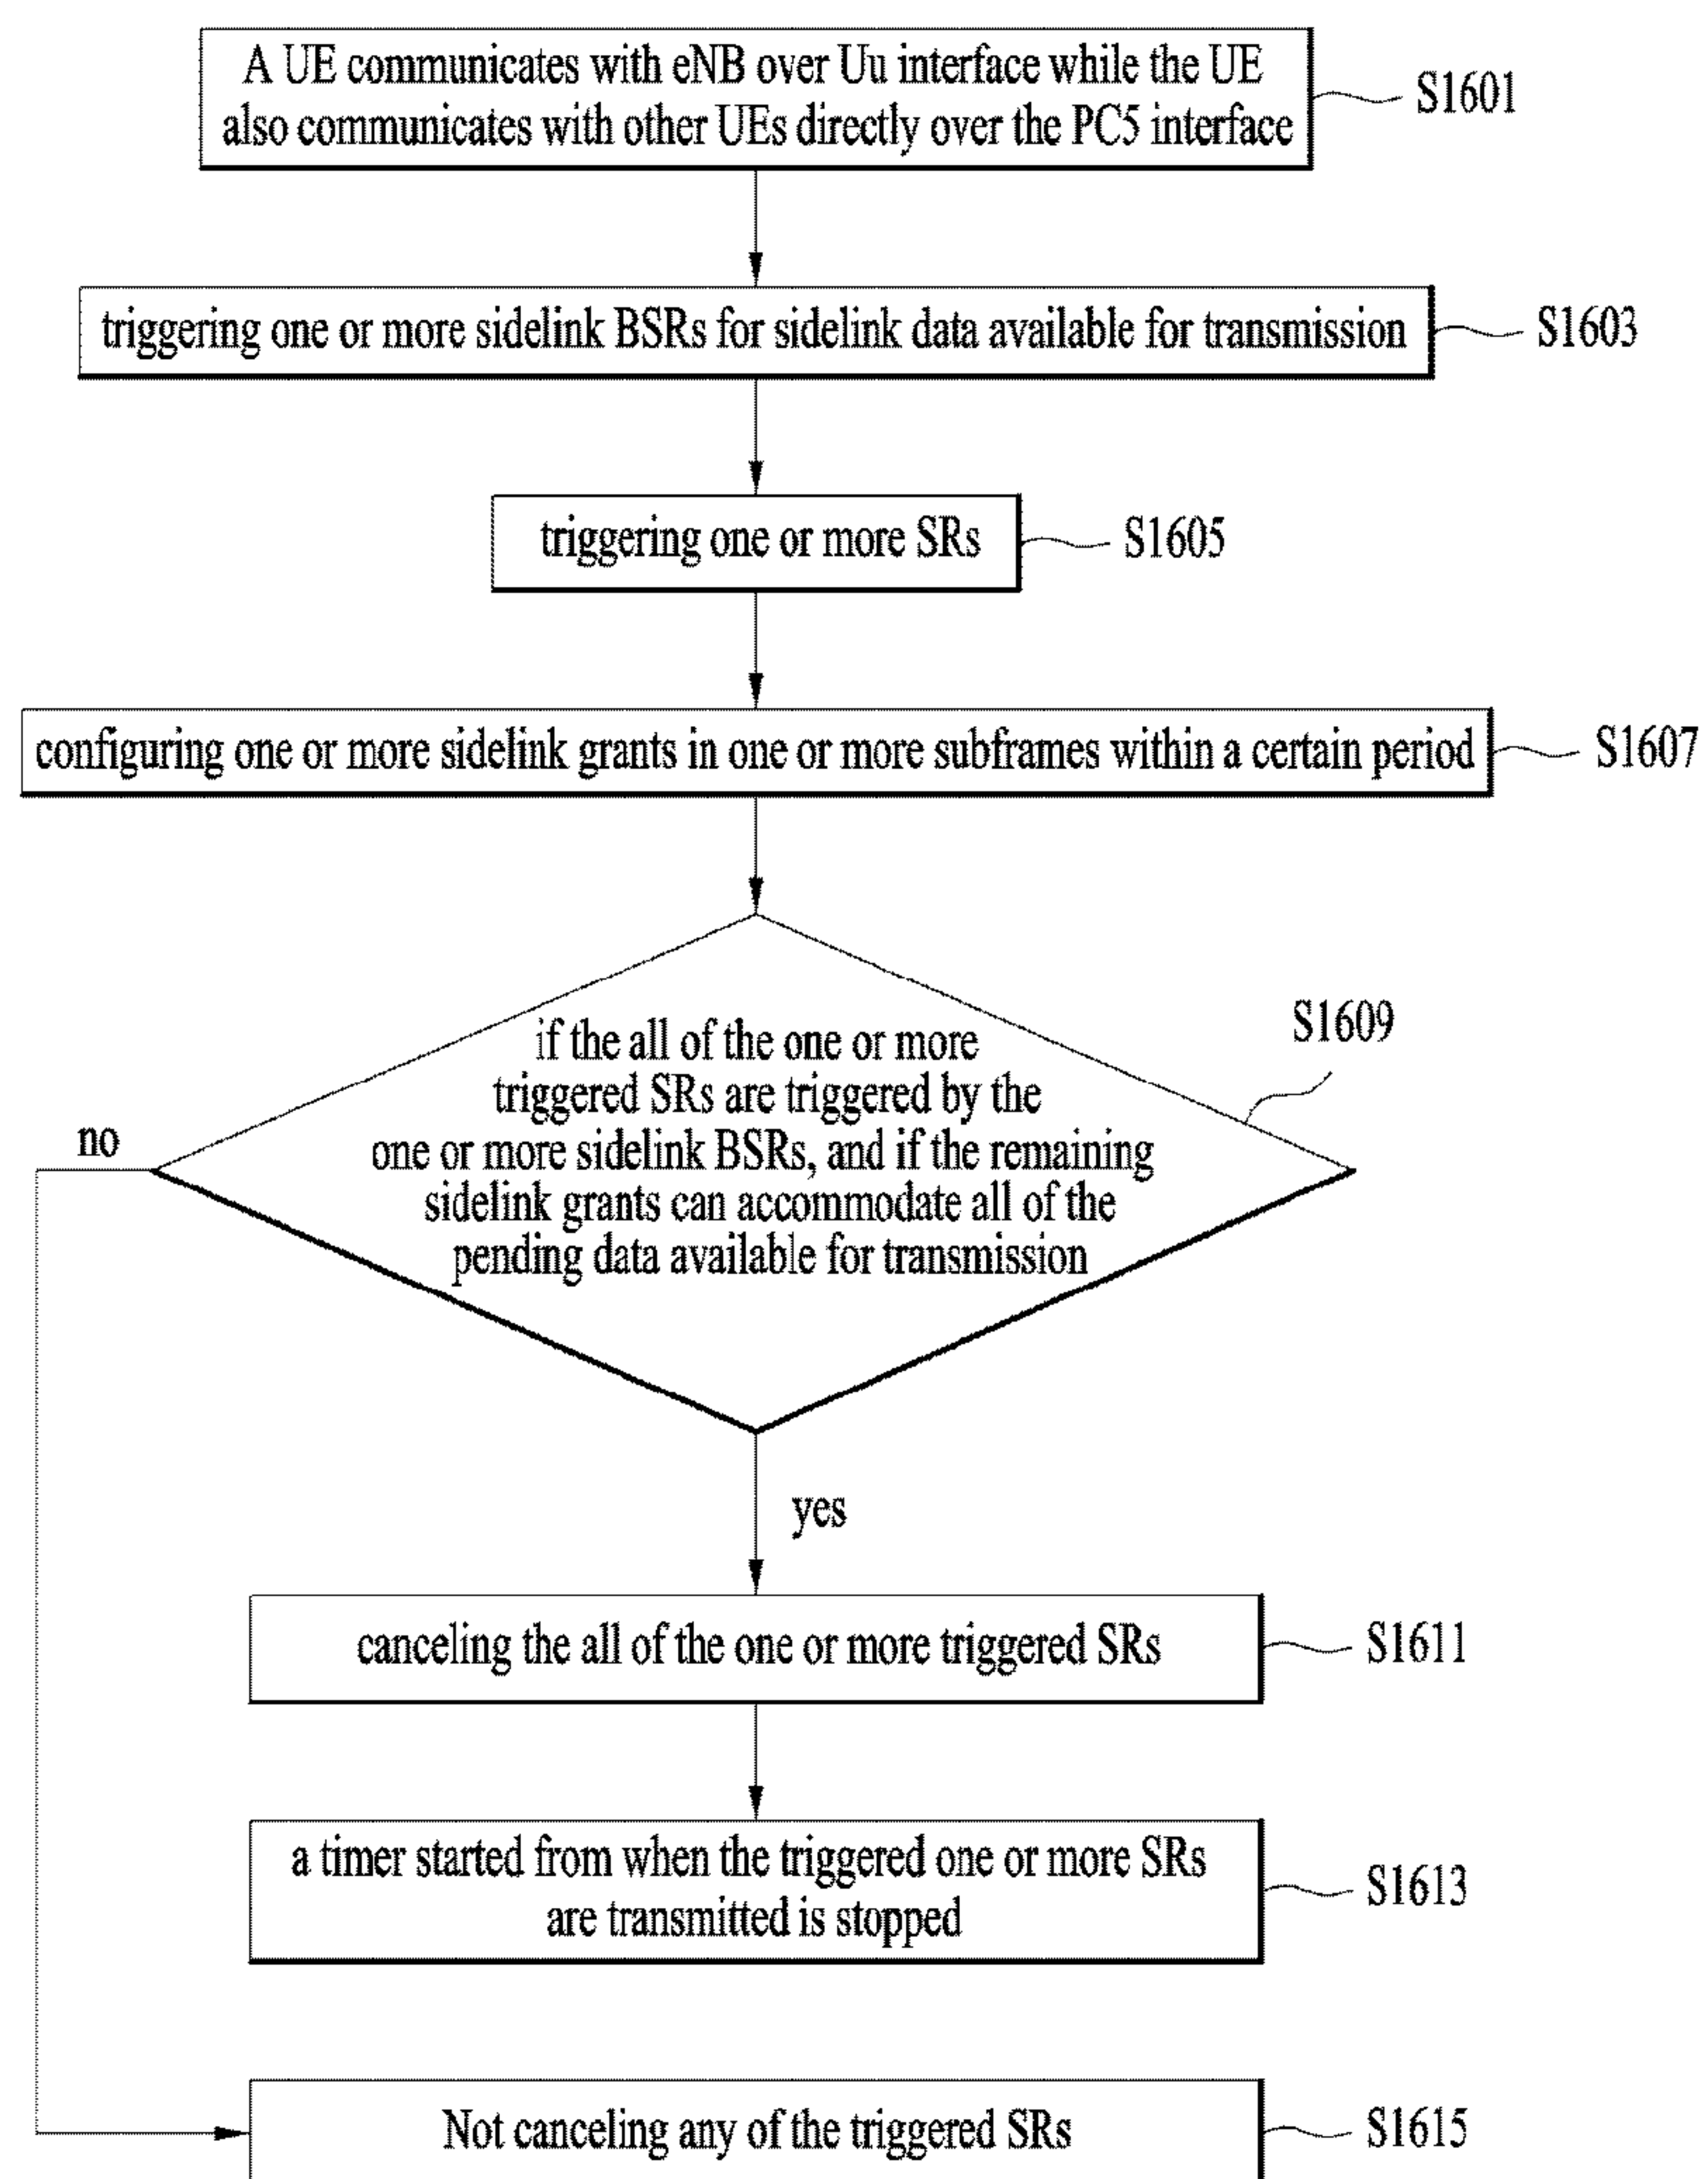 A UE communicates with eNB over Uu interface while the UE
also communicates with other UEs directly over the PC5 interface
S1601
triggering one or more sidelink BSRs for sidelink data available for transmission
S1603
triggering one or more SRs
S1605
configuring one or more sidelink grants in one or more subframes within a certain period
S1607
if the all of the one or more
triggered SRs are triggered by the
one or more sidelink BSRs, and if the remaining
sidelink grants can accommodate all of the
pending data available for transmission
S1609
no
yes
canceling the all of the one or more triggered SRs
S1611
a timer started from when the triggered one or more SRs
are transmitted is stopped
S1613
Not canceling any of the triggered SRs
S1615